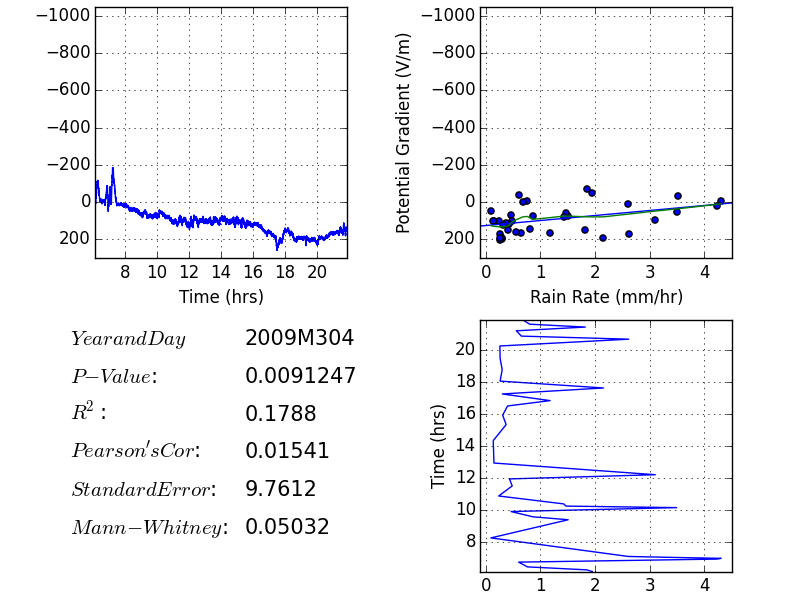 −1000
−800
−600
−400
−200
0
200
8 10 12 14 16 18 20
Time (hrs)
−1000
−800
−600
−400
−200
0
200
Potential Gradient (V/m)
0 1 2 3 4
Rain Rate (mm/hr)
YearandDay 2009M304
P−Value: 0.0091247
R²: 0.1788
Pearson′sCor: 0.01541
StandardError: 9.7612
Mann−Whitney: 0.05032
20
18
16
14
12
10
8
Time (hrs)
0 1 2 3 4